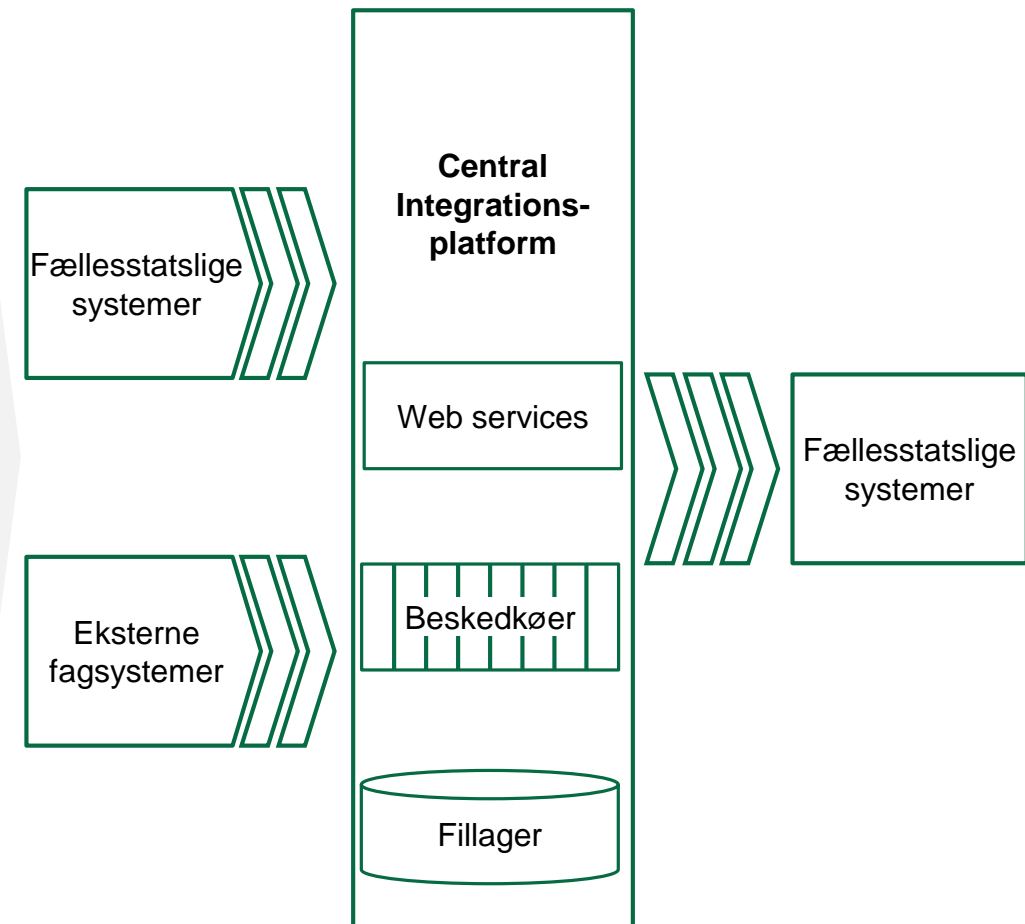 Central
Integrations-
platform
Fællesstatslige
systemer
Web services
Fællesstatslige
systemer
Eksterne
fagsystemer
Beskedkøer
Fillager